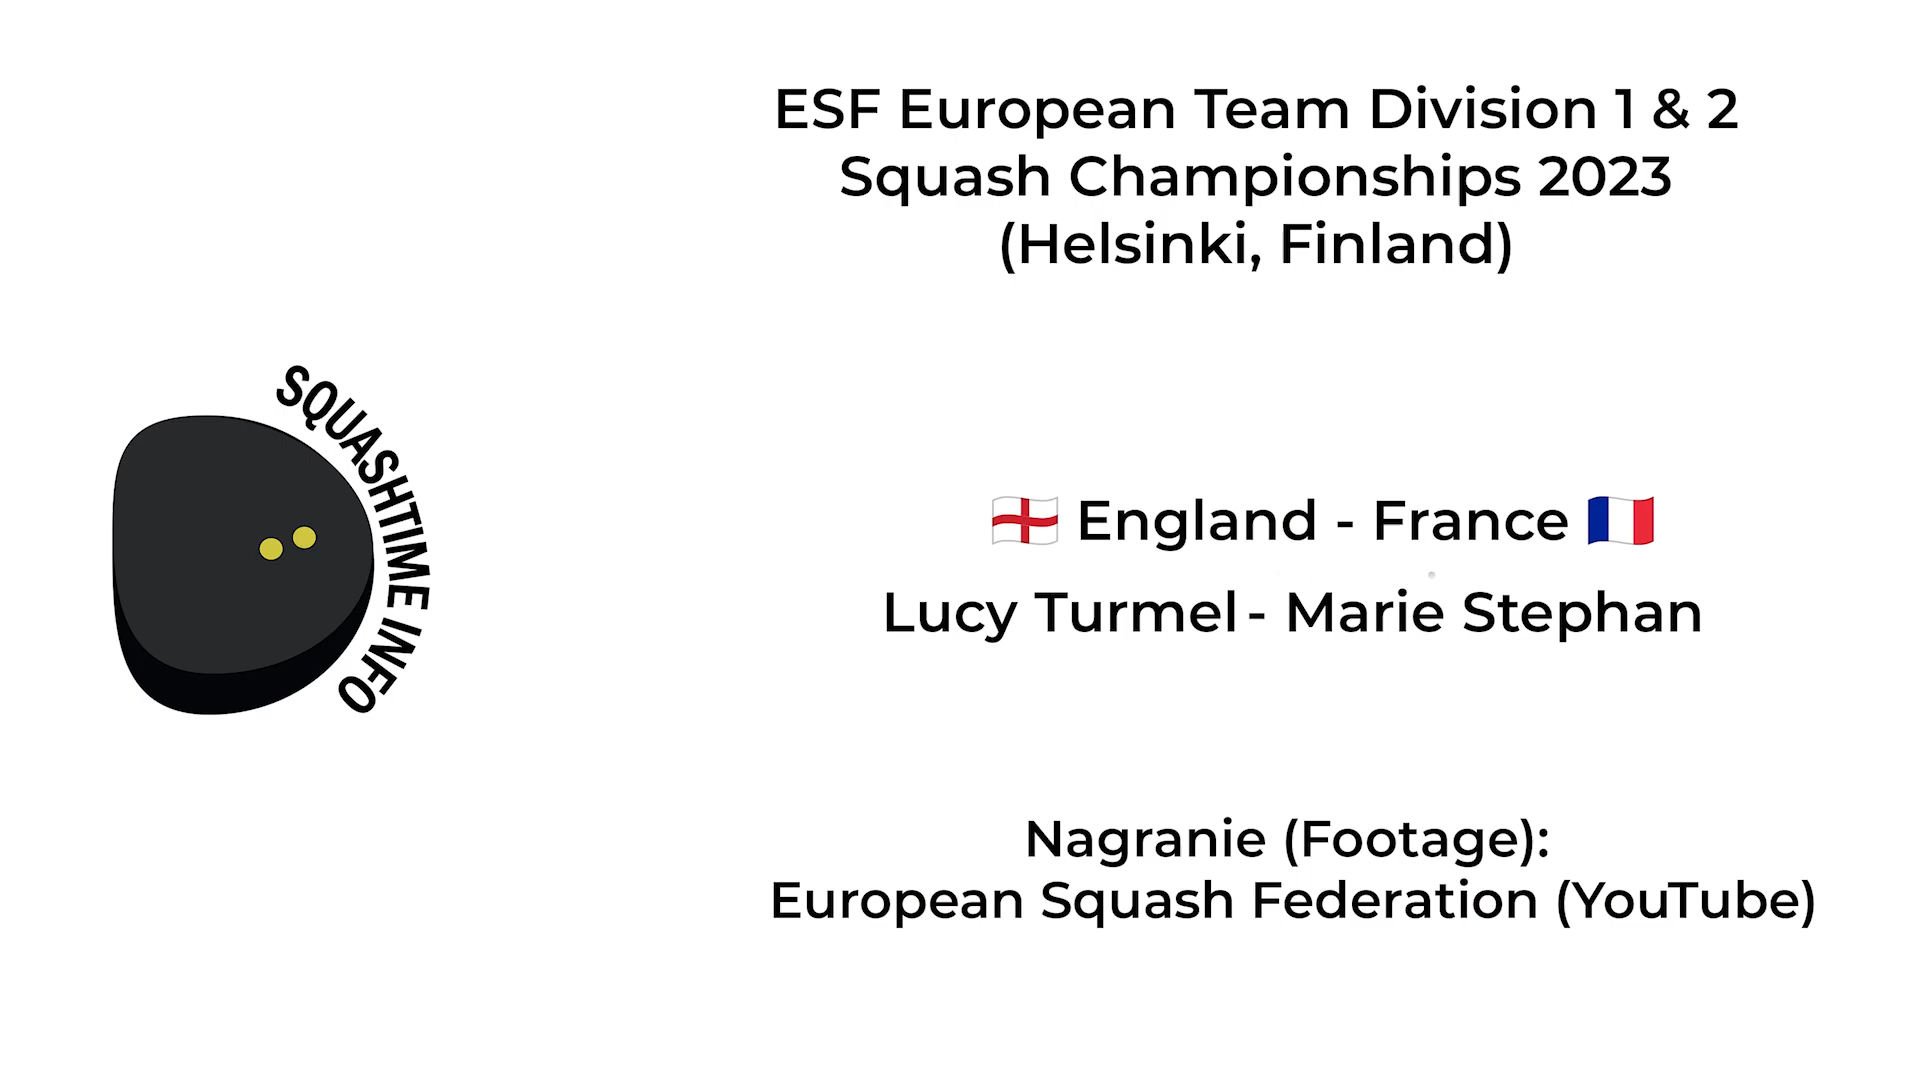 ESF European Team Division 1 & 2
Squash Championships 2023
(Helsinki, Finland)
SQUASHTIME INFO
🏴󠁧󠁢󠁥󠁮󠁧󠁿 England - France 🇫🇷
Lucy Turmel - Marie Stephan
Nagranie (Footage):
European Squash Federation (YouTube)